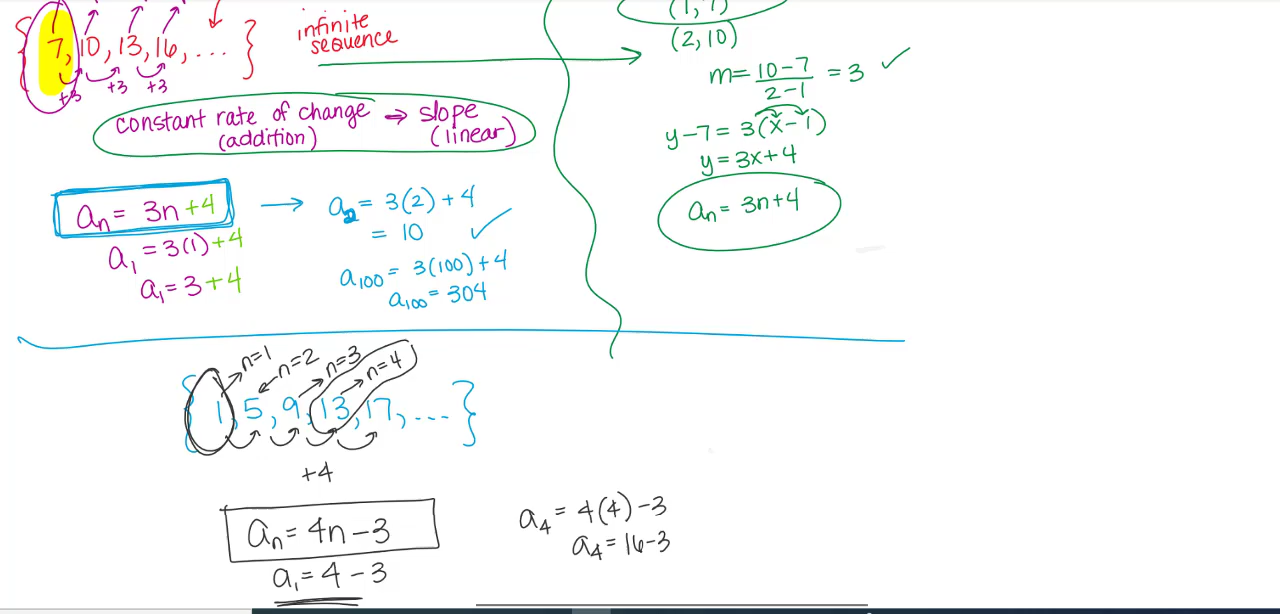 { 7, 10, 13, 16, ... }
+3 +3 +3
infinite
sequence
constant rate of change → slope
(addition) (linear)
aₙ = 3n+4
a₁ = 3(1)+4
a₁ = 3+4
→ a₂ = 3(2)+4
= 10 ✓
a₁₀₀ = 3(100)+4
a₁₀₀ = 304
(1, 7)
(2, 10)
m = 10-7 / 2-1 = 3 ✓
y-7 = 3(x-1)
y = 3x+4
aₙ = 3n+4
n=1 n=2 n=3 n=4
{ 1, 5, 9, 13, 17, ... }
+4
aₙ = 4n-3
a₁ = 4-3
a₄ = 4(4)-3
a₄ = 16-3